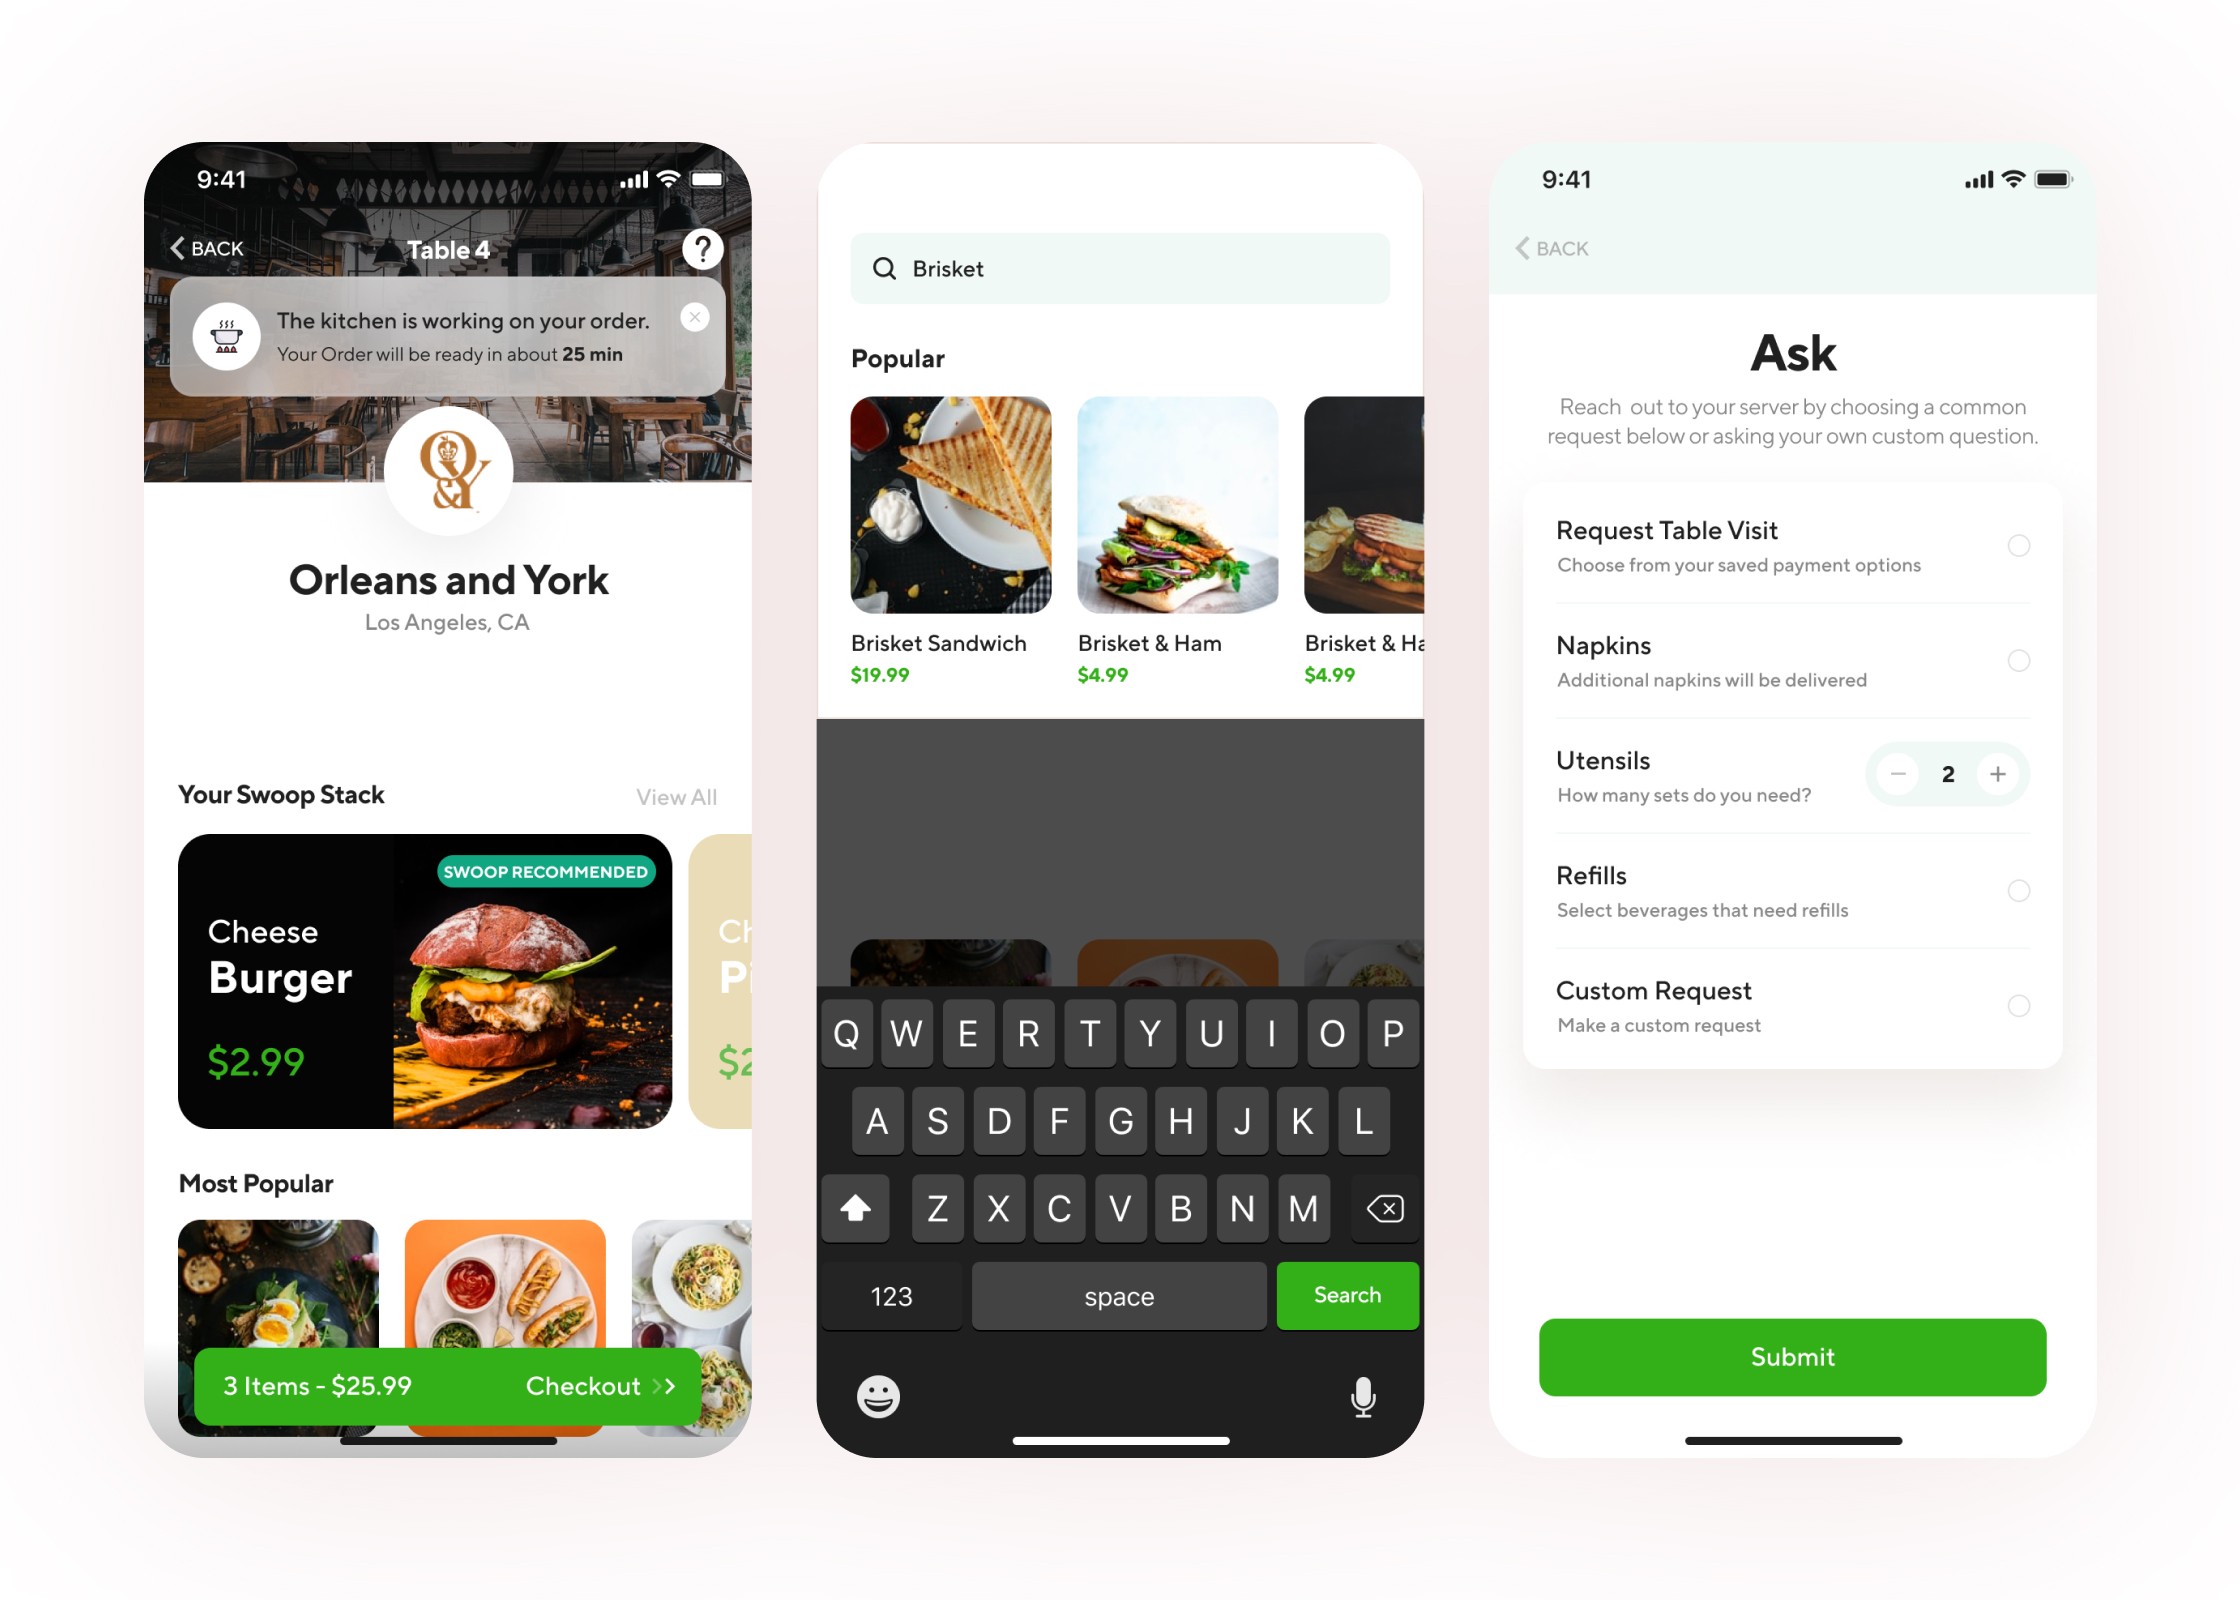 9:41
BACK
Table 4
?
The kitchen is working on your order.
Your Order will be ready in about 25 min
O
&Y
Orleans and York
Los Angeles, CA
Your Swoop Stack
View All
SWOOP RECOMMENDED
Cheese
Burger
$2.99
Ch
Pi
$2
Most Popular
3 Items - $25.99
Checkout
Brisket
Popular
Brisket Sandwich
$19.99
Brisket & Ham
$4.99
Brisket & Ha
$4.99
Q W E R T Y U I O P
A S D F G H J K L
Z X C V B N M
123
space
Search
9:41
BACK
Ask
Reach out to your server by choosing a common
request below or asking your own custom question.
Request Table Visit
Choose from your saved payment options
Napkins
Additional napkins will be delivered
Utensils
How many sets do you need?
− 2 +
Refills
Select beverages that need refills
Custom Request
Make a custom request
Submit